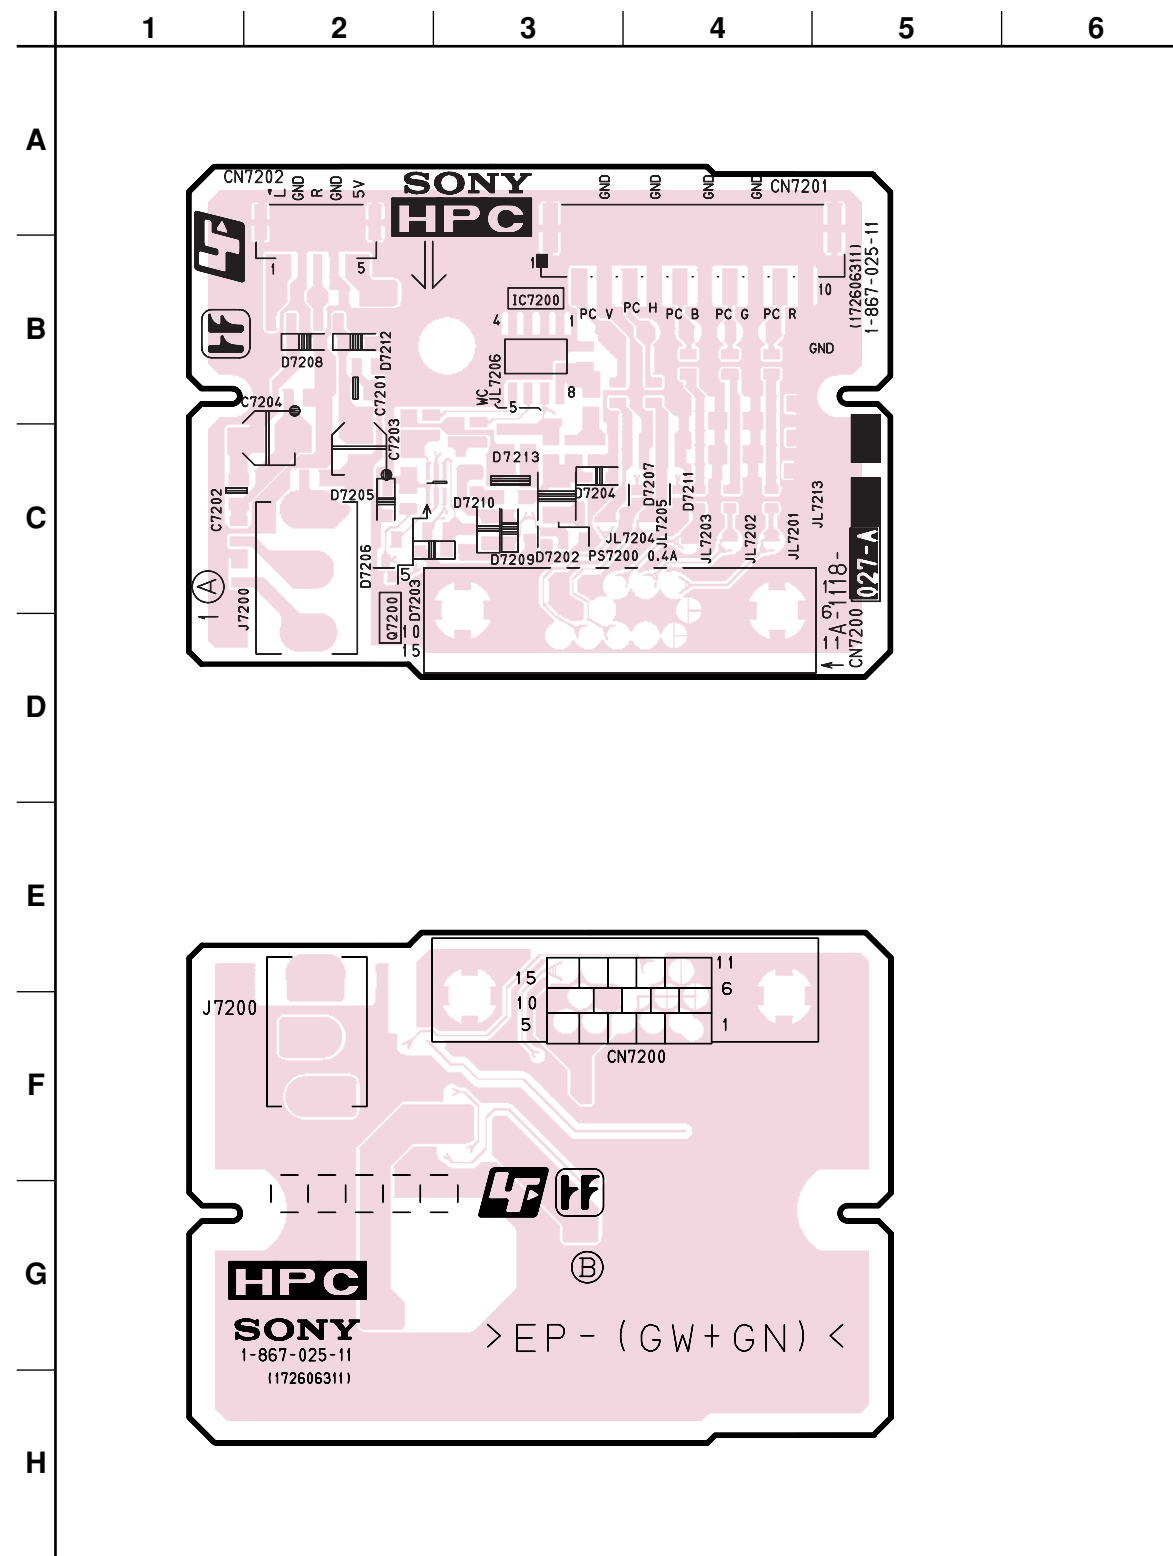 1 2 3 4 5 6
A
B
C
D
E
F
G
H
CN7202
L
GND
R
GND
5V
SONY
HPC
GND
GND
GND
GND
CN7201
1
5
1
10
(172606311)
1-867-025-11
IC7200
4
1
PC V
PC H
PC B
PC G
PC R
GND
D7208
D7212
JL7206
WC
8
5
C7201
C7204
C7203
D7213
D7205
D7210
D7204
D7207
D7211
C7202
JL7205
JL7204
JL7203
JL7202
JL7201
JL7213
D7209
D7202
PS7200 0.4A
D7206
5
D7203
Q7200
10
15
1 A
J7200
1
6
11
A-1118-
027-A
CN7200
J7200
15
10
5
11
6
1
CN7200
B
HPC
SONY
1-867-025-11
(172606311)
>EP-(GW+GN)<